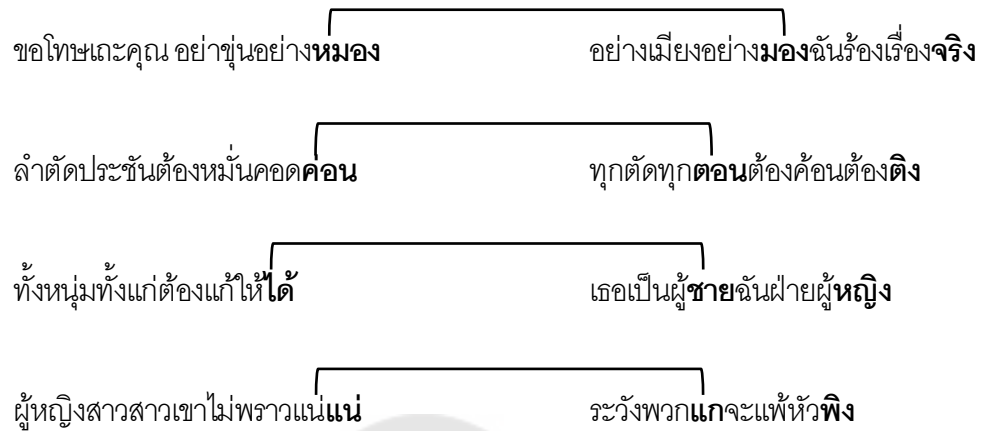 ขอโทษเถะคุณ อย่าขุ่นอย่างหมอง อย่างเมียงอย่างมองฉันร้องเรื่องจริง
ลำตัดประชันต้องหมั่นคอดค่อน ทุกตัดทุกตอนต้องค้อนต้องติง
ทั้งหนุ่มทั้งแก่ต้องแก้ให้ได้ เธอเป็นผู้ชายฉันฝ่ายผู้หญิง
ผู้หญิงสาวสาวเขาไม่พราวแน่แน่ ระวังพวกแกจะแพ้หัวพิง